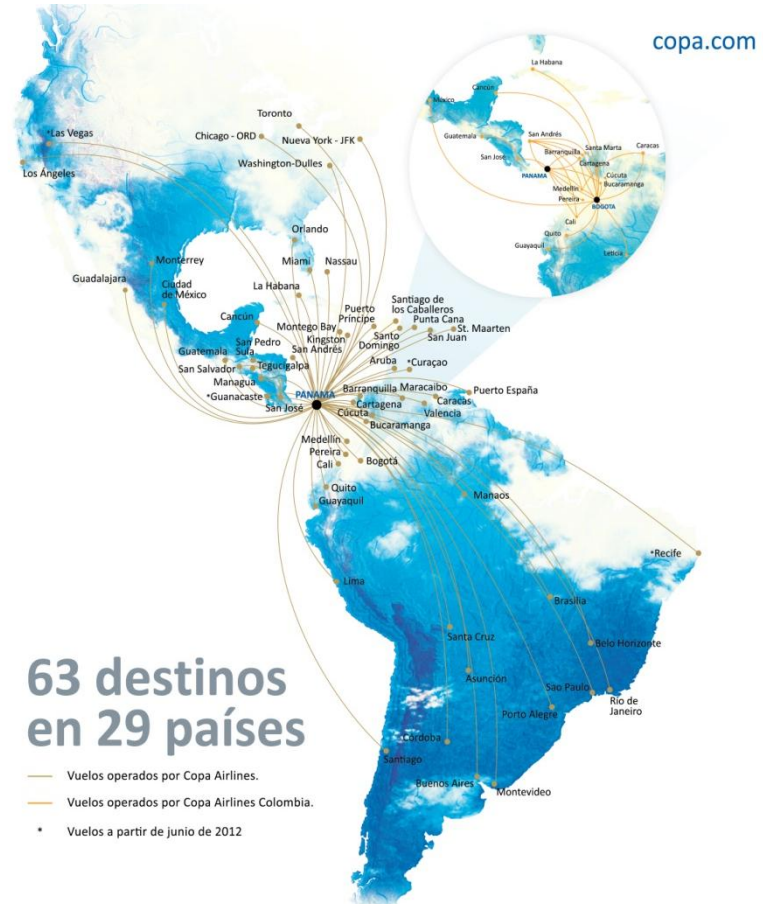 copa.com
La Habana
Cancún
México
Guatemala
San Andrés
Santa Marta
Barranquilla
Caracas
Cartagena
San Jose
PANAMA
Cúcuta
Bucaramanga
Medellín
Pereira
BOGOTA
Cali
Quito
Guayaquil
Leticia
Toronto
*Las Vegas
Chicago - ORD
Nueva York - JFK
Washington-Dulles
Los Ángeles
Orlando
Monterrey
Miami
Nassau
Guadalajara
Ciudad
de México
La Habana
Cancún
Puerto
Príncipe
Santiago de
los Caballeros
Punta Cana
Montego Bay
Kingston
Santo
Domingo
St. Maarten
San Juan
San Pedro
Sula
San Andrés
Guatemala
Tegucigalpa
Aruba
*Curaçao
San Salvador
Managua
*Guanacaste
San José
PANAMA
Barranquilla
Maracaibo
Puerto España
Cartagena
Caracas
Cúcuta
Valencia
Bucaramanga
Medellín
Pereira
Cali
Bogotá
Quito
Guayaquil
Manaos
*Recife
Lima
Brasilia
Santa Cruz
Belo Horizonte
Asunción
Sao Paulo
Río de
Janeiro
Porto Alegre
Córdoba
Santiago
Buenos Aires
Montevideo
63 destinos
en 29 países
Vuelos operados por Copa Airlines.
Vuelos operados por Copa Airlines Colombia.
* Vuelos a partir de junio de 2012